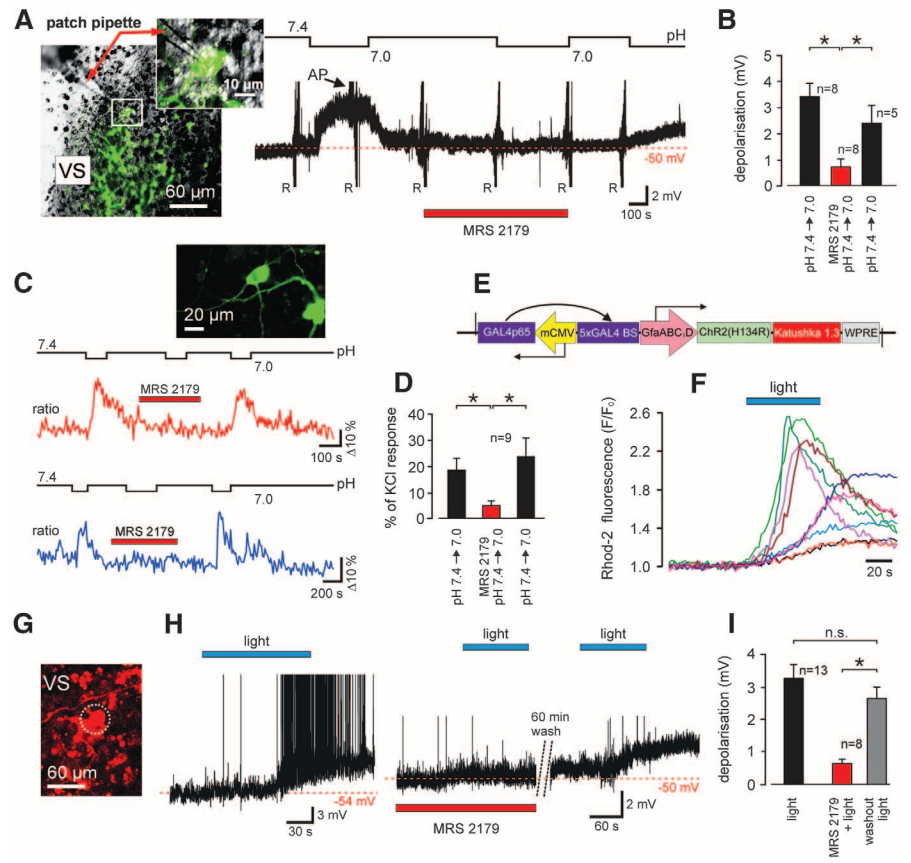 A
patch pipette
10 µm
VS
60 µm
7.4
pH
7.0
7.0
AP
-50 mV
R R R R R R
2 mV
100 s
MRS 2179
B
depolarisation (mV)
5
4
3
2
1
0
* *
n=8
n=8
n=5
pH 7.4 → 7.0
MRS 2179
pH 7.4 → 7.0
pH 7.4 → 7.0
C
20 µm
7.4
pH
7.0
MRS 2179
ratio
Δ10 %
100 s
7.4
pH
7.0
ratio
MRS 2179
Δ10 %
200 s
D
% of KCl response
40
30
20
10
0
* *
n=9
pH 7.4 → 7.0
MRS 2179
pH 7.4 → 7.0
pH 7.4 → 7.0
E
GAL4p65 mCMV 5xGAL4 BS GfaABC₁D ChR2(H134R) Katushka 1.3 WPRE
F
light
Rhod-2 fluorescence (F/F₀)
2.6
2.2
1.8
1.4
1.0
20 s
G
VS
60 µm
H
light
light
light
60 min
wash
-54 mV
3 mV
30 s
MRS 2179
-50 mV
2 mV
60 s
I
n.s.
depolarisation (mV)
4
3
2
1
0
n=13
*
n=8
light
MRS 2179
+ light
washout
light